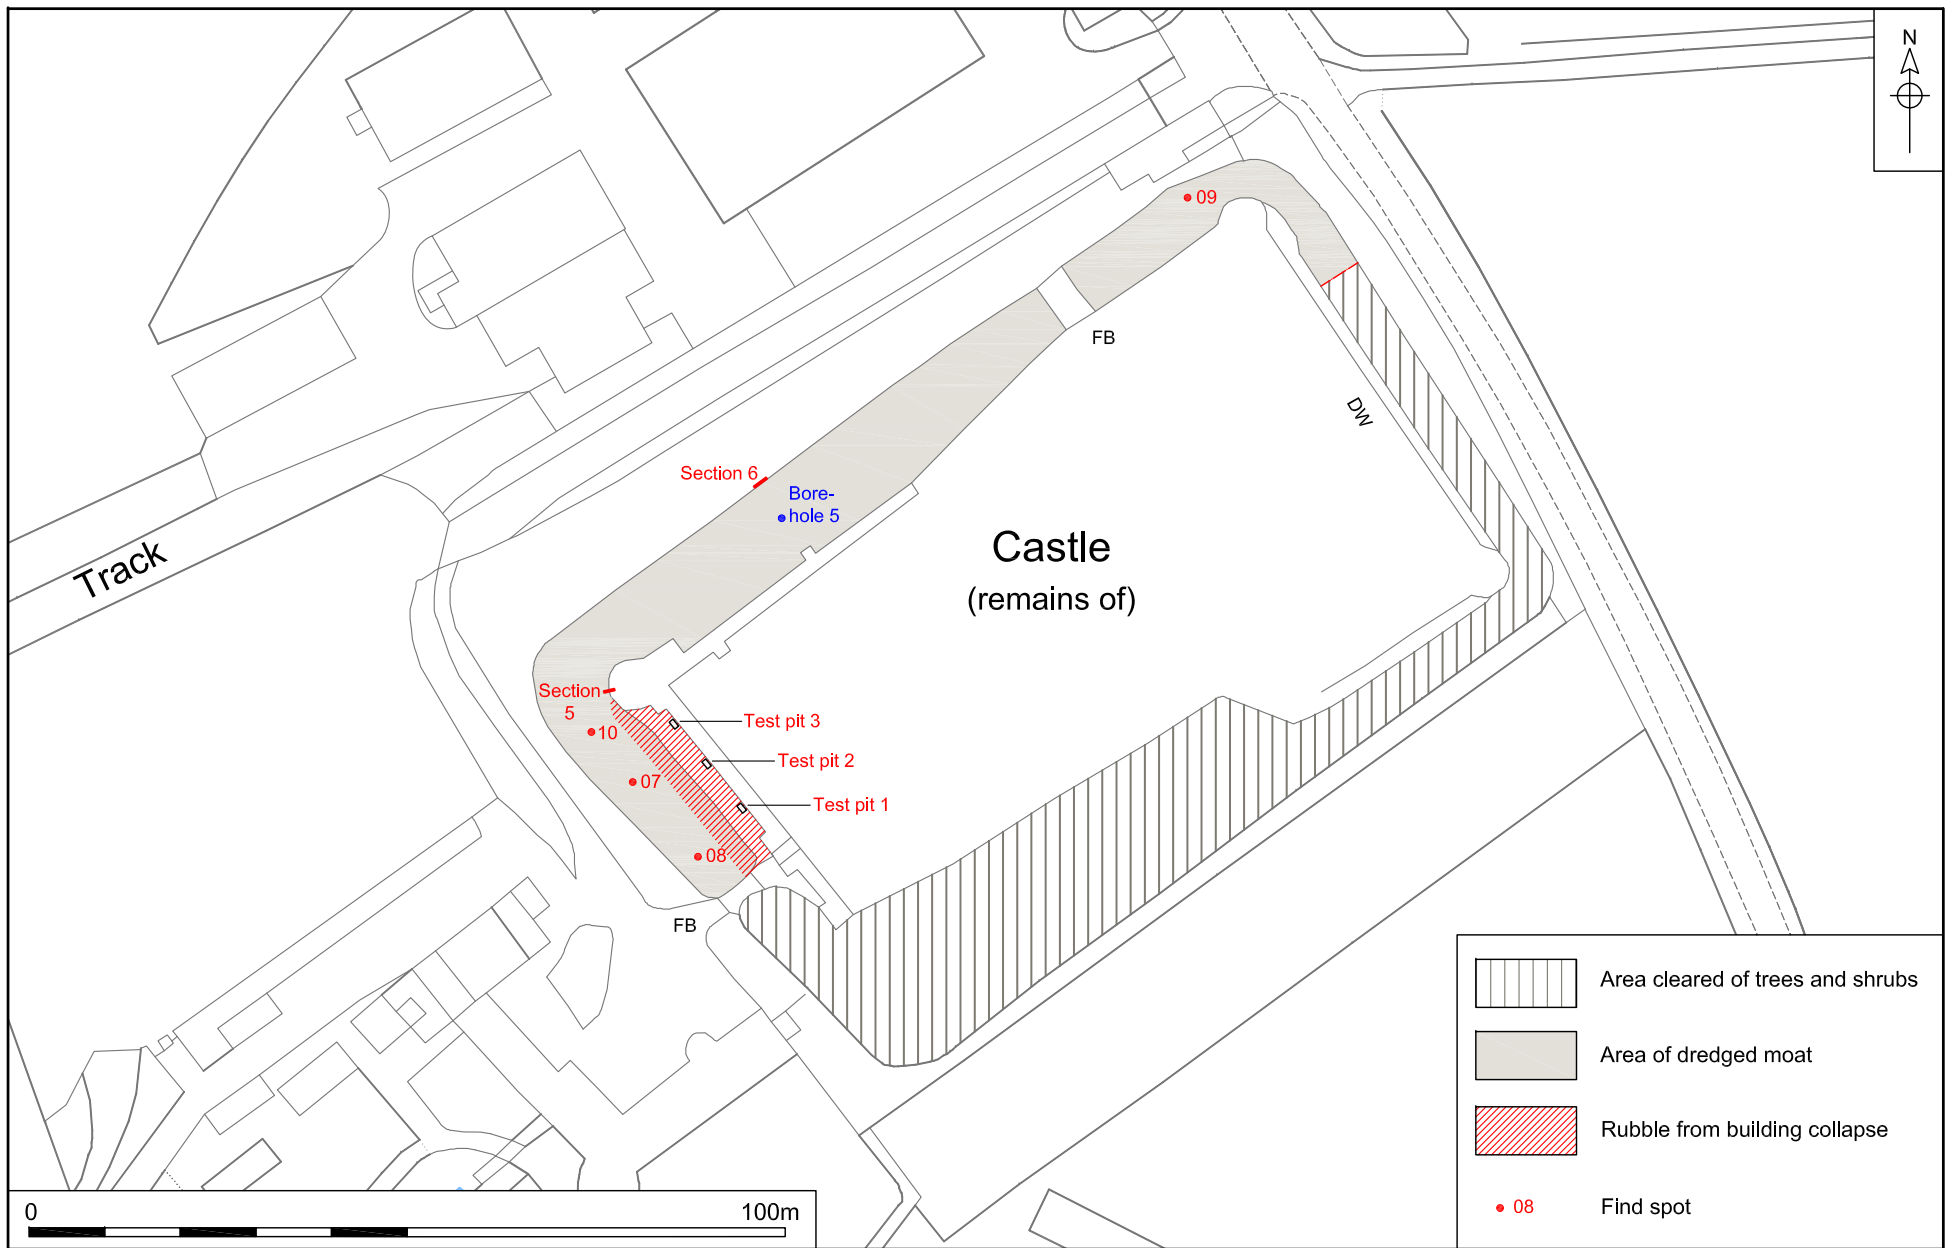 N
09
FB
DW
Section 6
Bore-
hole 5
Castle
(remains of)
Track
Section
5
10
07
08
Test pit 3
Test pit 2
Test pit 1
FB
Area cleared of trees and shrubs
Area of dredged moat
Rubble from building collapse
08 Find spot
0 100m